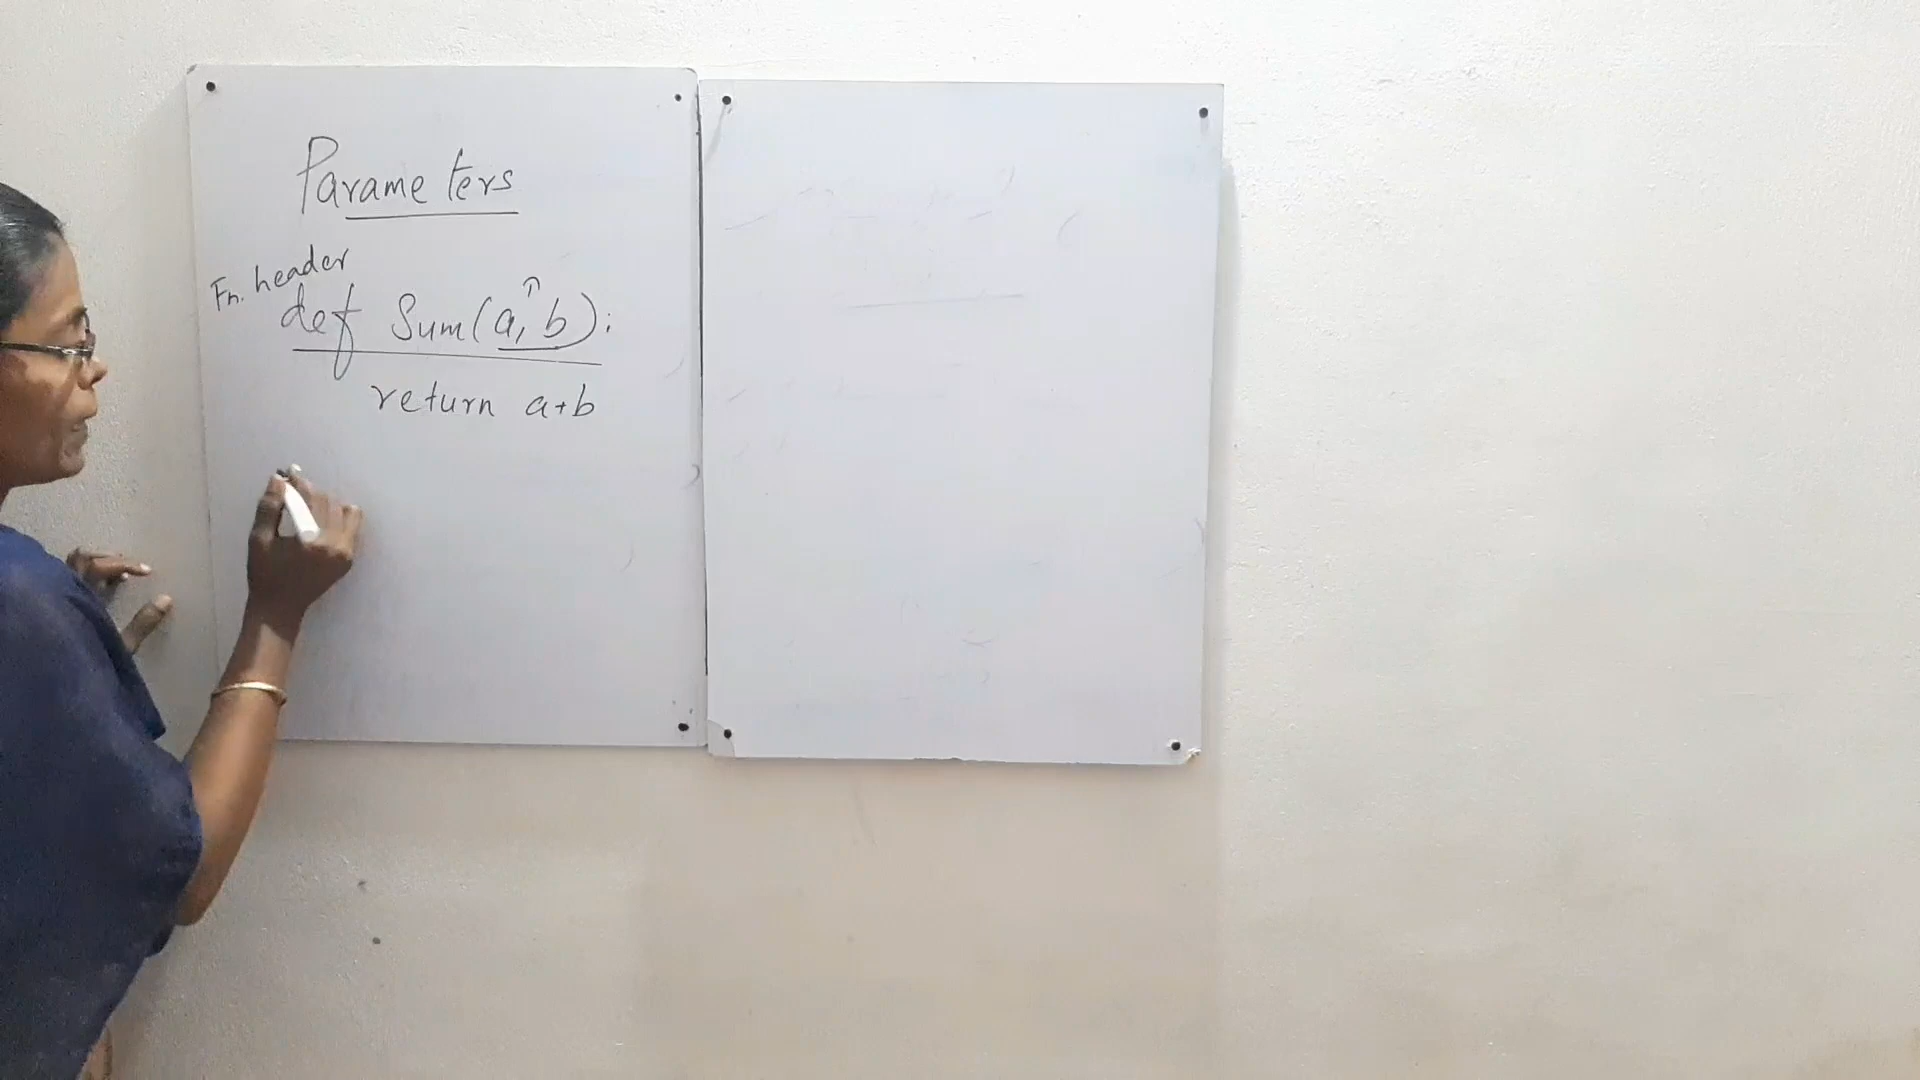 Parameters
Fn. header
def Sum(a, b):
return a+b